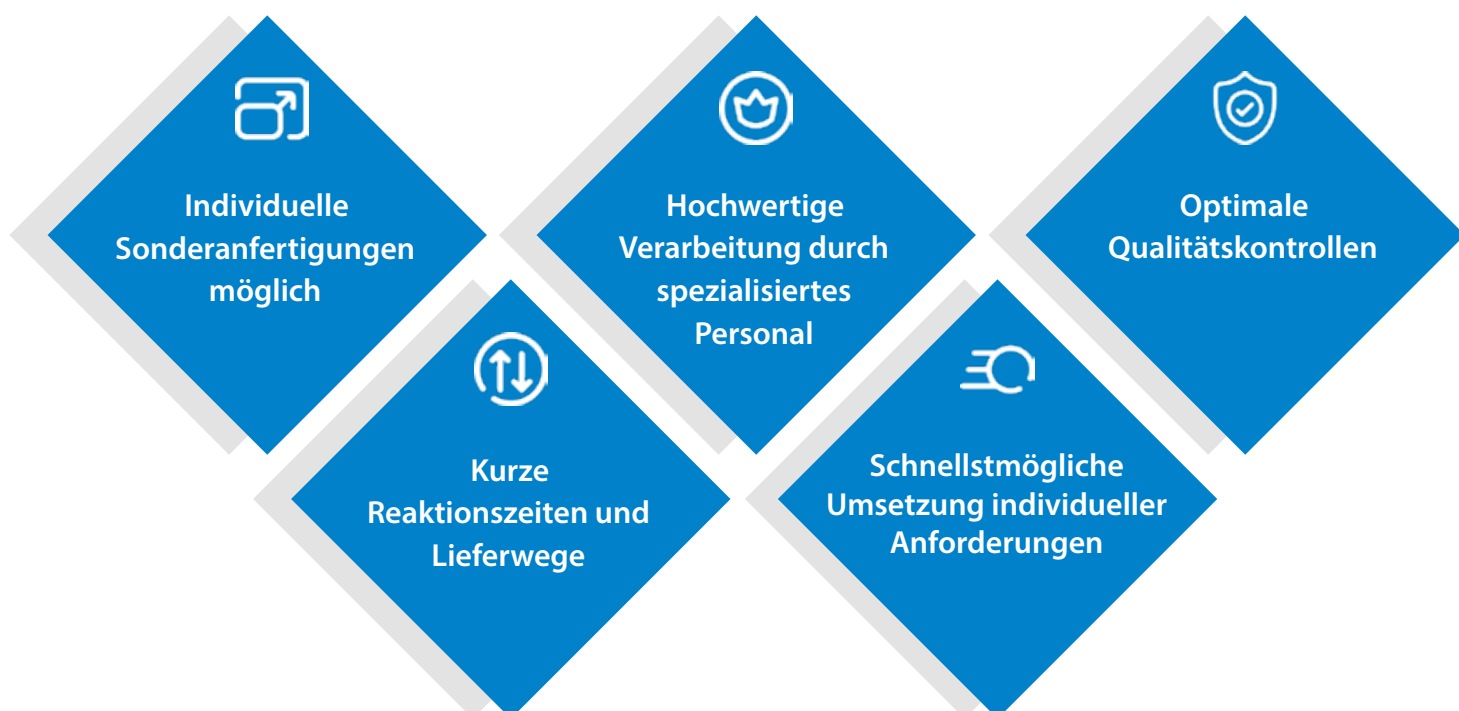 Individuelle
Sonderanfertigungen
möglich
Hochwertige
Verarbeitung durch
spezialisiertes
Personal
Optimale
Qualitätskontrollen
Kurze
Reaktionszeiten und
Lieferwege
Schnellstmögliche
Umsetzung individueller
Anforderungen